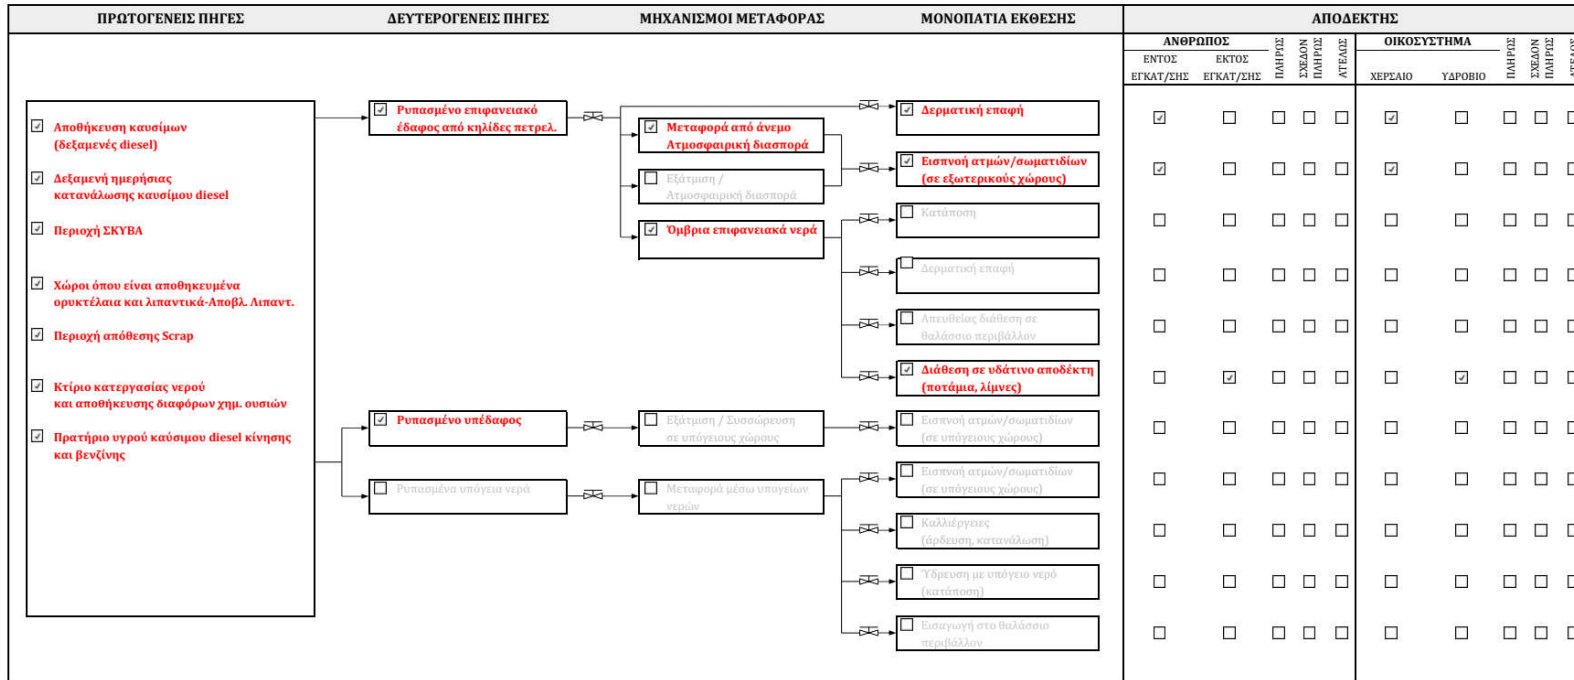 ΠΡΩΤΟΓΕΝΕΙΣ ΠΗΓΕΣ
ΔΕΥΤΕΡΟΓΕΝΕΙΣ ΠΗΓΕΣ
ΜΗΧΑΝΙΣΜΟΙ ΜΕΤΑΦΟΡΑΣ
ΜΟΝΟΠΑΤΙΑ ΕΚΘΕΣΗΣ
ΑΠΟΔΕΚΤΗΣ
ΑΝΘΡΩΠΟΣ
ΕΝΤΟΣ
ΕΓΚΑΤ/ΣΗΣ
ΕΚΤΟΣ
ΕΓΚΑΤ/ΣΗΣ
ΠΛΗΡΩΣ
ΣΧΕΔΟΝ
ΠΛΗΡΩΣ
ΑΤΕΛΩΣ
ΟΙΚΟΣΥΣΤΗΜΑ
ΧΕΡΣΑΙΟ
ΥΔΡΟΒΙΟ
ΠΛΗΡΩΣ
ΣΧΕΔΟΝ
ΠΛΗΡΩΣ
Αποθήκευση καυσίμων
(δεξαμενές diesel)
Δεξαμενή ημερήσιας
κατανάλωσης καυσίμου diesel
Περιοχή ΣΚΥΒΑ
Χώροι όπου είναι αποθηκευμένα
ορυκτέλαια και λιπαντικά-Αποβλ. Λιπαντ.
Περιοχή απόθεσης Scrap
Κτίριο κατεργασίας νερού
και αποθήκευσης διαφόρων χημ. ουσιών
Πρατήριο υγρού καύσιμου diesel κίνησης
και βενζίνης
Ρυπασμένο επιφανειακό
έδαφος από κηλίδες πετρελ.
Ρυπασμένο υπέδαφος
Ρυπασμένα υπόγεια νερά
Μεταφορά από άνεμο
Ατμοσφαιρική διασπορά
Εξάτμιση /
Ατμοσφαιρική διασπορά
Όμβρια επιφανειακά νερά
Εξάτμιση / Συσσώρευση
σε υπόγειους χώρους
Μεταφορά μέσω υπογείων
νερών
Δερματική επαφή
Εισπνοή ατμών/σωματιδίων
(σε εξωτερικούς χώρους)
Κατάποση
Δερματική επαφή
Απευθείας διάθεση σε
θαλάσσιο περιβάλλον
Διάθεση σε υδάτινο αποδέκτη
(ποτάμια, λίμνες)
Εισπνοή ατμών/σωματιδίων
(σε υπόγειους χώρους)
Εισπνοή ατμών/σωματιδίων
(σε υπόγειους χώρους)
Καλλιέργειες
(άρδευση, κατανάλωση)
Ύδρευση με υπόγειο νερό
(κατάποση)
Εισαγωγή στο θαλάσσιο
περιβάλλον